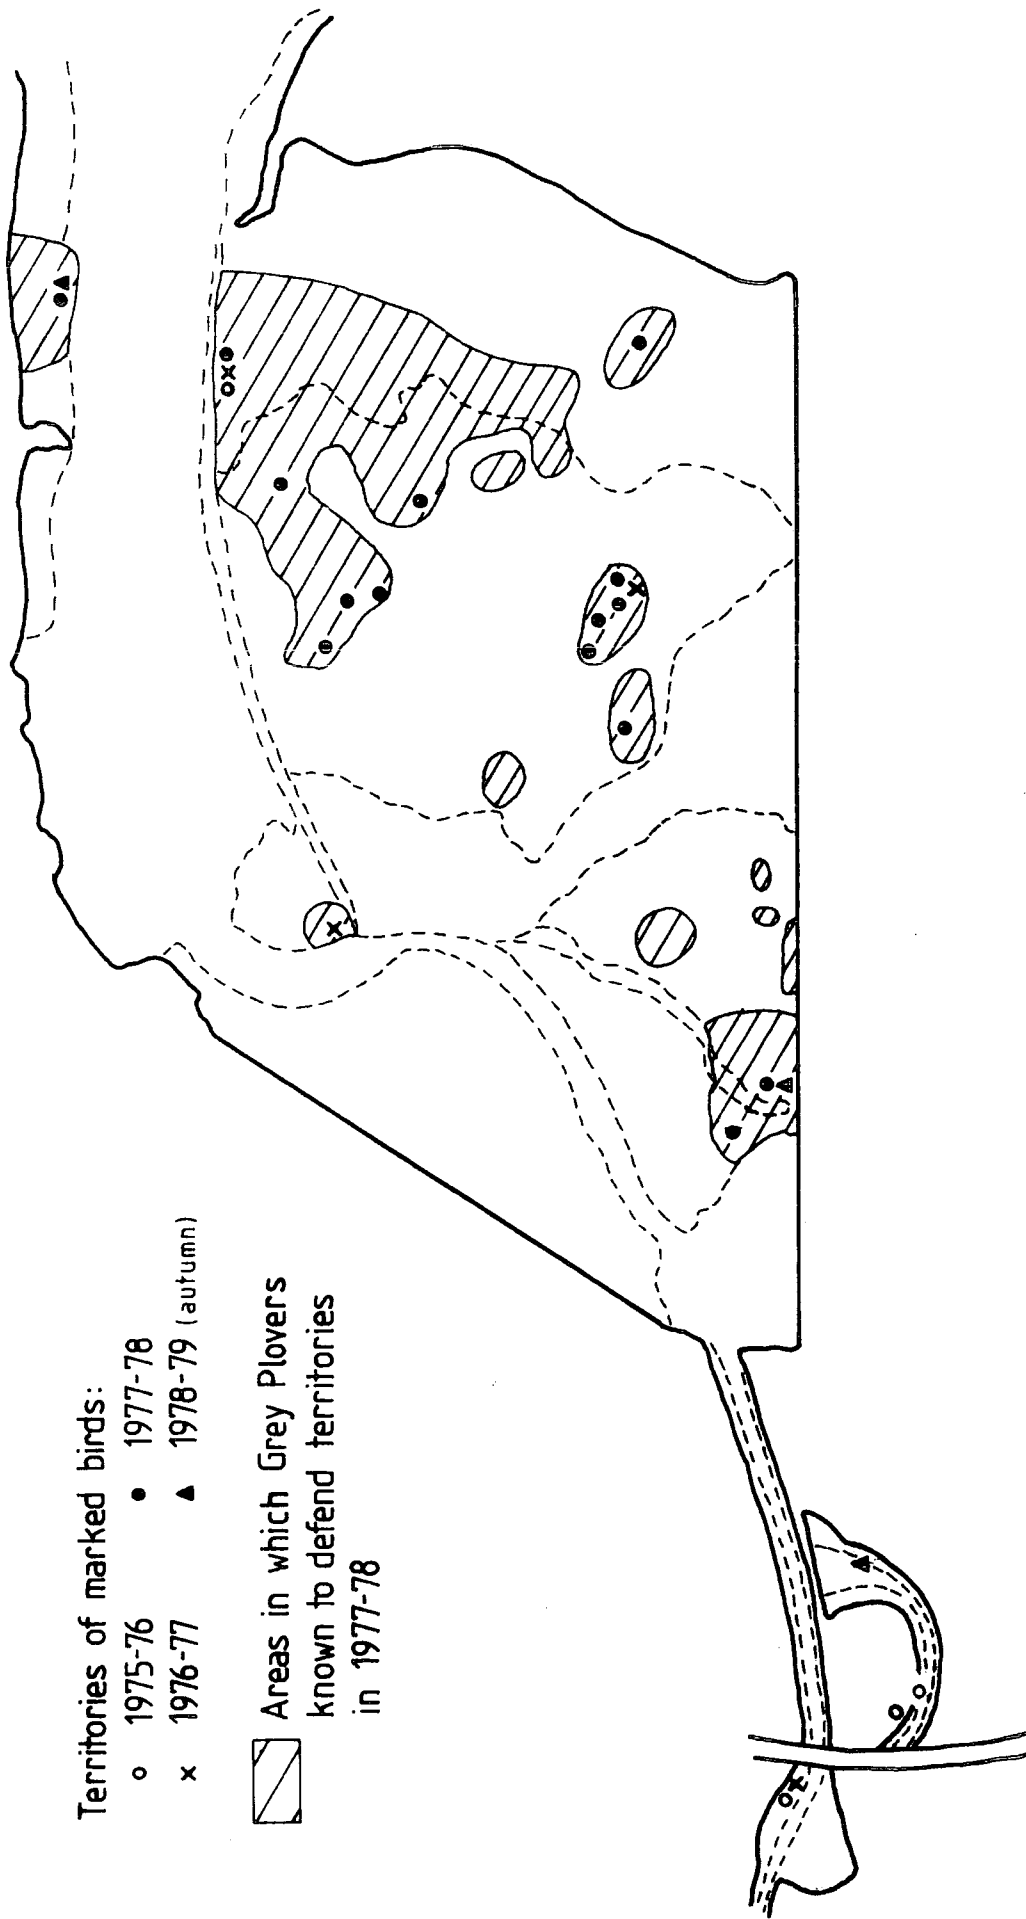 Territories of marked birds:
o 1975-76 ● 1977-78
x 1976-77 ▲ 1978-79 (autumn)
Areas in which Grey Plovers
known to defend territories
in 1977-78